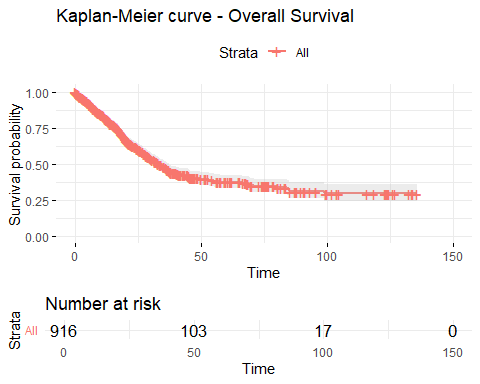 Kaplan-Meier curve - Overall Survival
Strata All
1.00
0.75
0.50
0.25
0.00
Survival probability
0 50 100 150
Time
Number at risk
Strata
All 916 103 17 0
0 50 100 150
Time